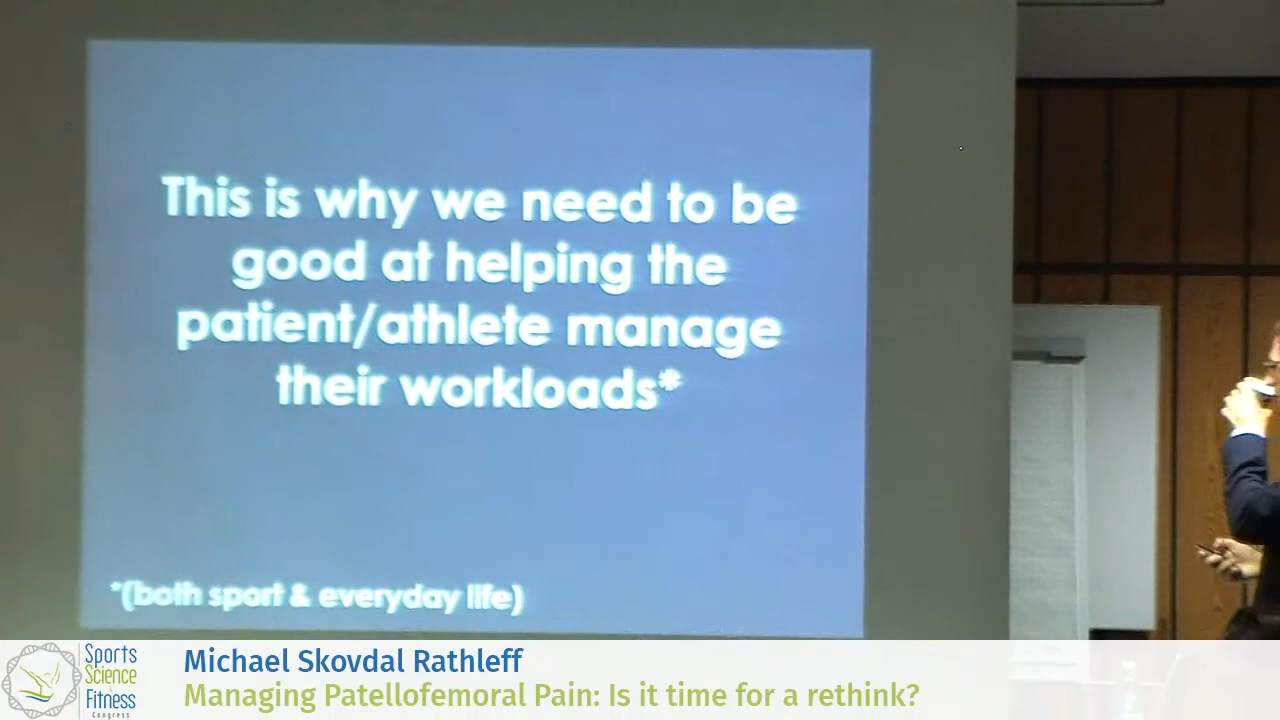 This is why we need to be
good at helping the
patient/athlete manage
their workloads*
*(both sport & everyday life)
Sports
Science
Fitness
Congress
Michael Skovdal Rathleff
Managing Patellofemoral Pain: Is it time for a rethink?